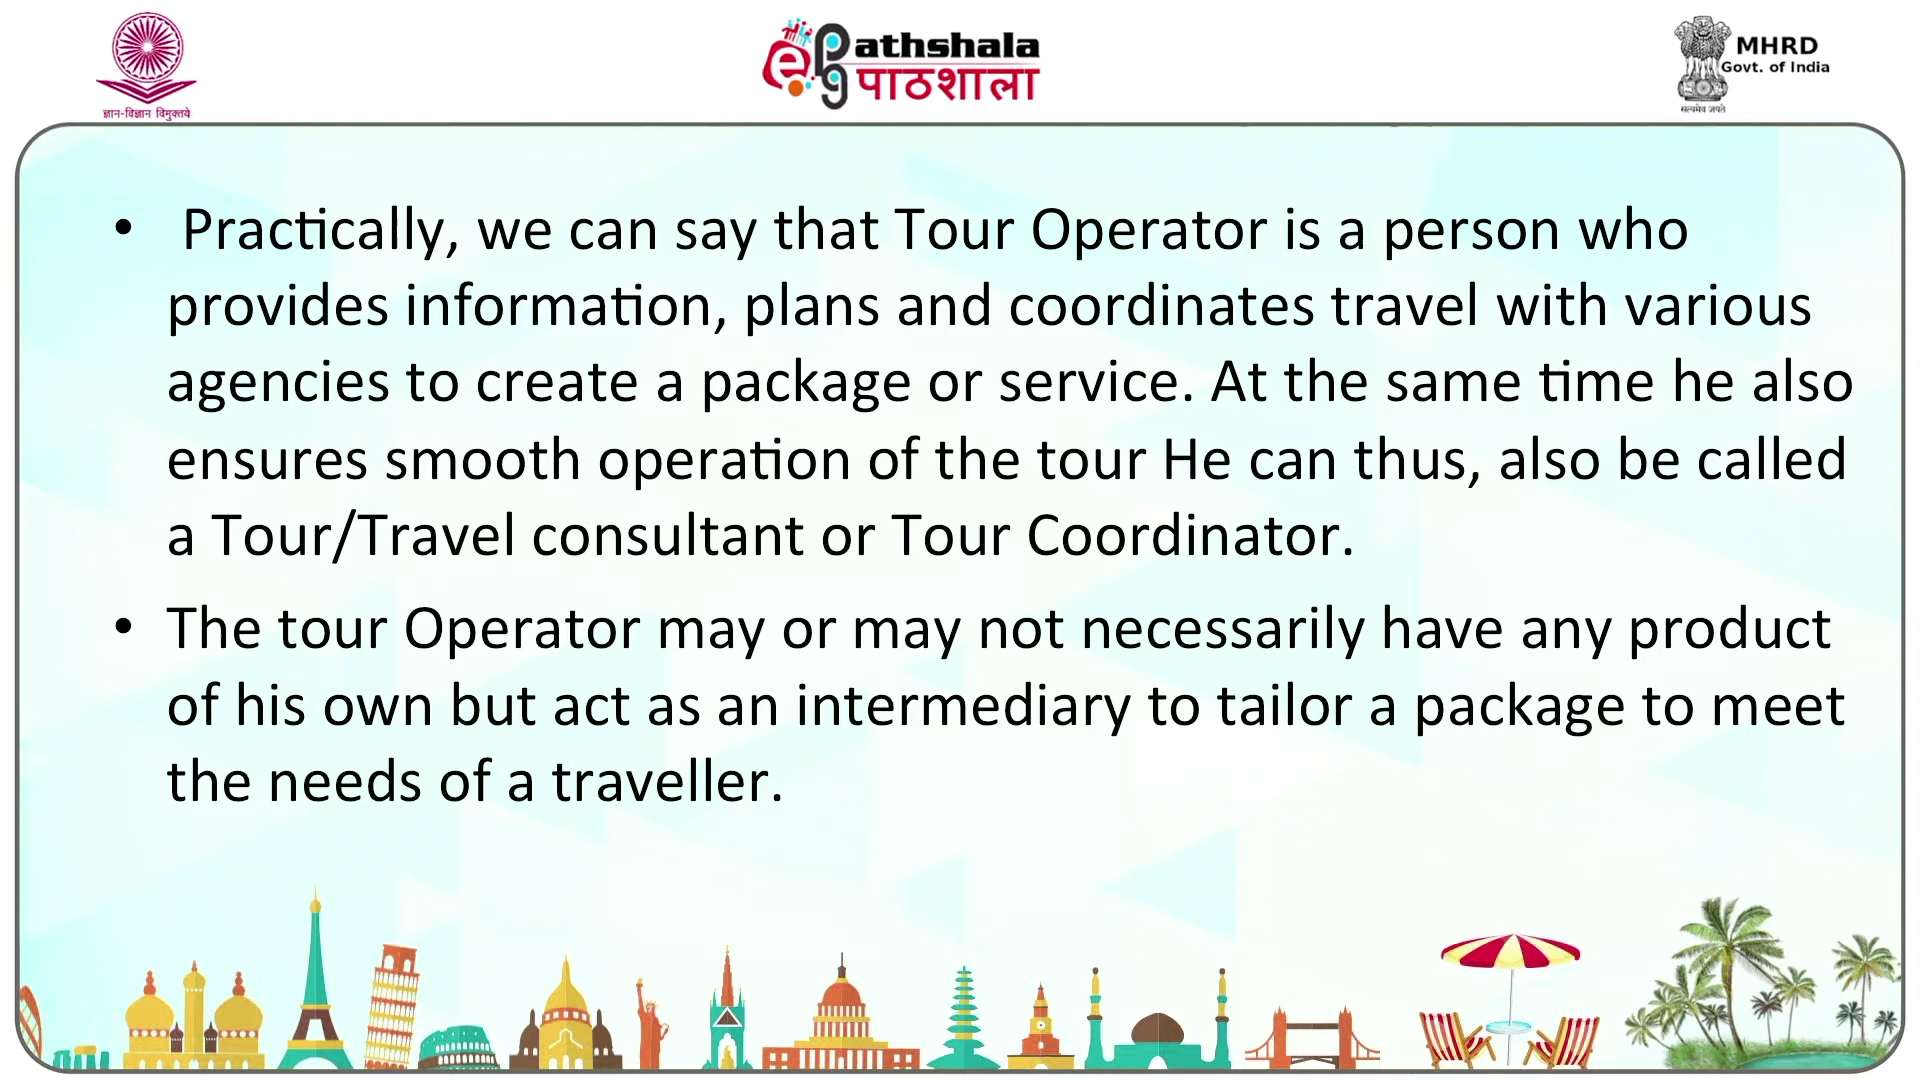 ज्ञान-विज्ञान विमुक्तये
ePG Pathshala
पाठशाला
MHRD
Govt. of India
सत्यमेव जयते
• Practically, we can say that Tour Operator is a person who
provides information, plans and coordinates travel with various
agencies to create a package or service. At the same time he also
ensures smooth operation of the tour He can thus, also be called
a Tour/Travel consultant or Tour Coordinator.
• The tour Operator may or may not necessarily have any product
of his own but act as an intermediary to tailor a package to meet
the needs of a traveller.